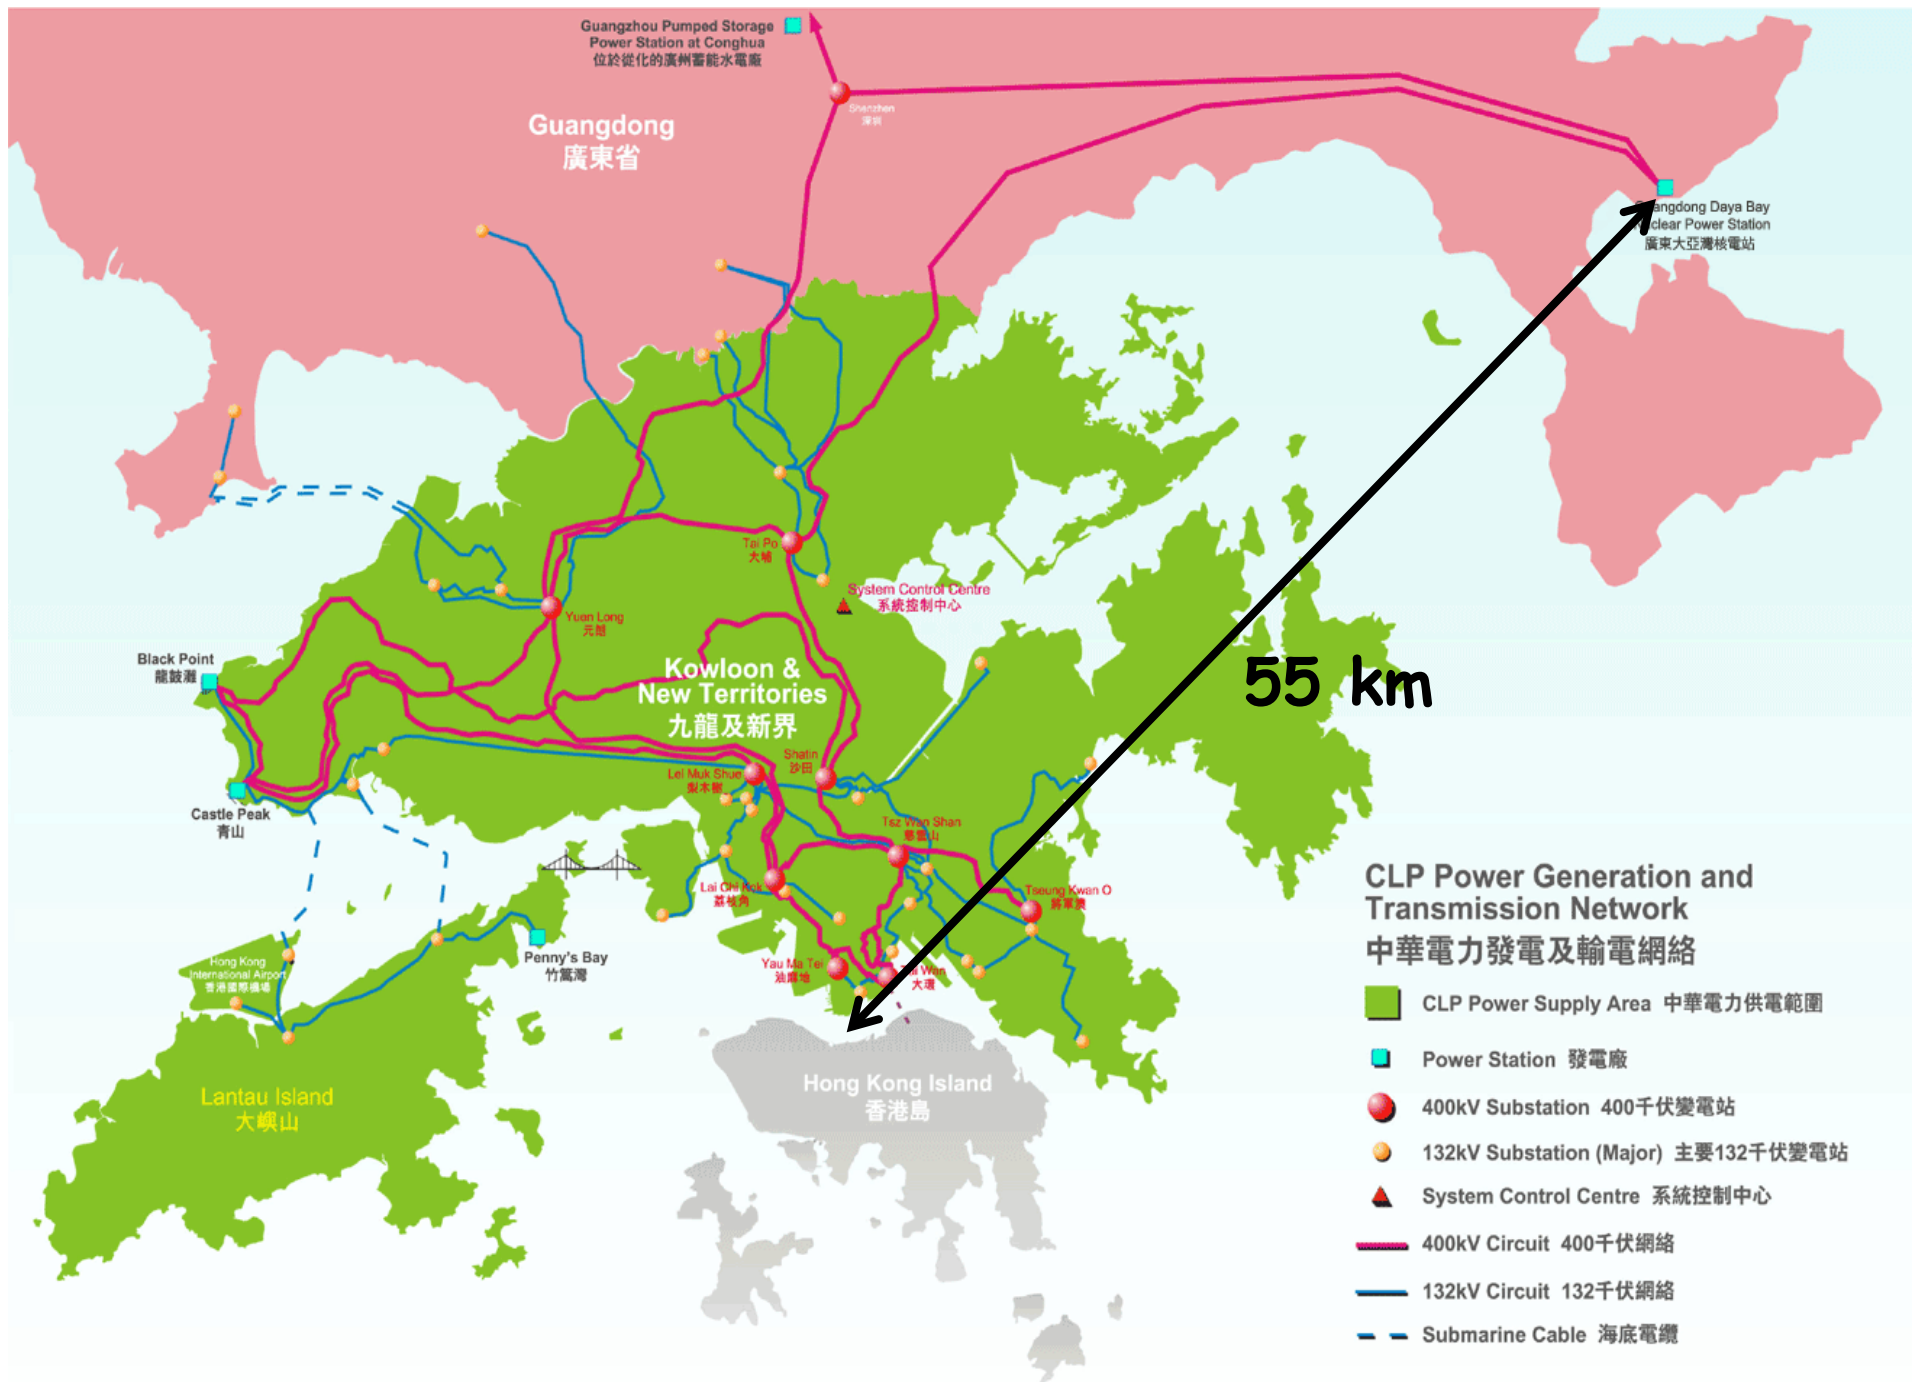 Guangzhou Pumped Storage
Power Station at Conghua
位於從化的廣州蓄能水電廠
Shenzhen
深圳
Guangdong
廣東省
Daya Bay
Power Station
廣東大亞灣核電站
Tai Po
大埔
System Control Centre
系統控制中心
Yuen Long
元朗
Black Point
龍鼓灘
Kowloon &
New Territories
九龍及新界
55 km
Shatin
沙田
Lei Muk Shue
梨木樹
Castle Peak
青山
Tsz Wan Shan
慈雲山
Lai Chi Kok
荔枝角
Tseung Kwan O
將軍澳
CLP Power Generation and
Transmission Network
中華電力發電及輸電網絡
Penny's Bay
竹篙灣
Hong Kong
International Airport
香港國際機場
Yau Ma Tei
油麻地
Wan
大環
CLP Power Supply Area 中華電力供電範圍
Power Station 發電廠
Hong Kong Island
香港島
Lantau Island
大嶼山
400kV Substation 400千伏變電站
132kV Substation (Major) 主要132千伏變電站
System Control Centre 系統控制中心
400kV Circuit 400千伏網絡
132kV Circuit 132千伏網絡
Submarine Cable 海底電纜